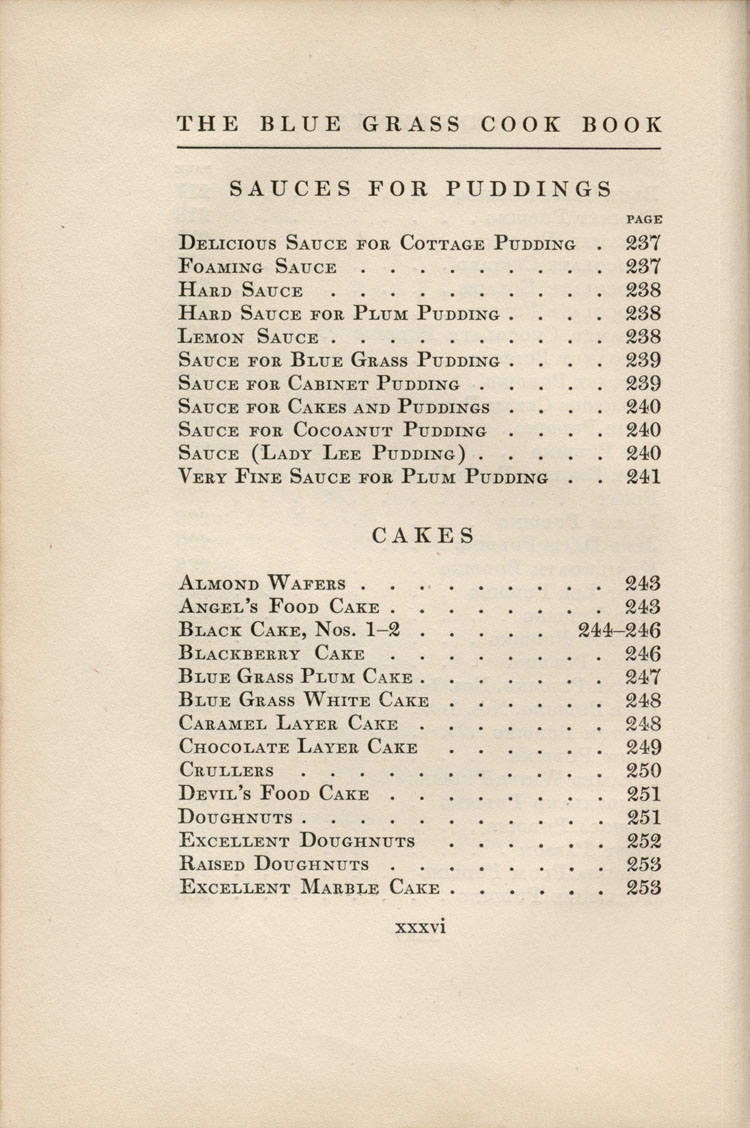 THE BLUE GRASS COOK BOOK
SAUCES FOR PUDDINGS
PAGE
Delicious Sauce for Cottage Pudding . 237
Foaming Sauce . . . . . . . . . 237
Hard Sauce . . . . . . . . . . 238
Hard Sauce for Plum Pudding . . . . 238
Lemon Sauce . . . . . . . . . . 238
Sauce for Blue Grass Pudding . . . . 239
Sauce for Cabinet Pudding . . . . . 239
Sauce for Cakes and Puddings . . . . 240
Sauce for Cocoanut Pudding . . . . 240
Sauce (Lady Lee Pudding) . . . . . 240
Very Fine Sauce for Plum Pudding . . 241
CAKES
Almond Wafers . . . . . . . . . 243
Angel's Food Cake . . . . . . . . 243
Black Cake, Nos. 1–2 . . . . . 244–246
Blackberry Cake . . . . . . . . 246
Blue Grass Plum Cake . . . . . . . 247
Blue Grass White Cake . . . . . . 248
Caramel Layer Cake . . . . . . . 248
Chocolate Layer Cake . . . . . . 249
Crullers . . . . . . . . . . . 250
Devil's Food Cake . . . . . . . . 251
Doughnuts . . . . . . . . . . . 251
Excellent Doughnuts . . . . . . 252
Raised Doughnuts . . . . . . . . 253
Excellent Marble Cake . . . . . . 253
xxxvi